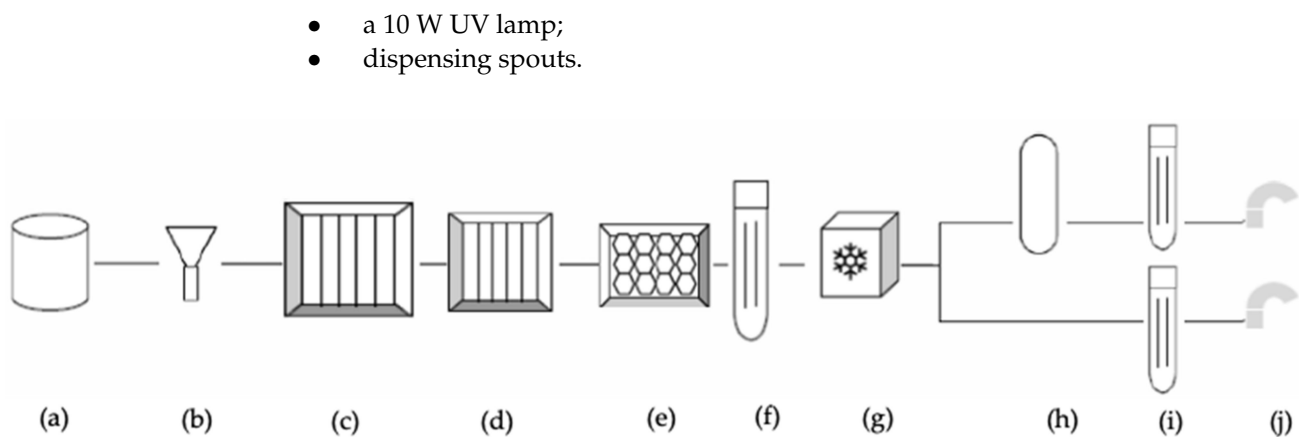 ● a 10 W UV lamp;
● dispensing spouts.
(a) (b) (c) (d) (e) (f) (g) (h) (i) (j)